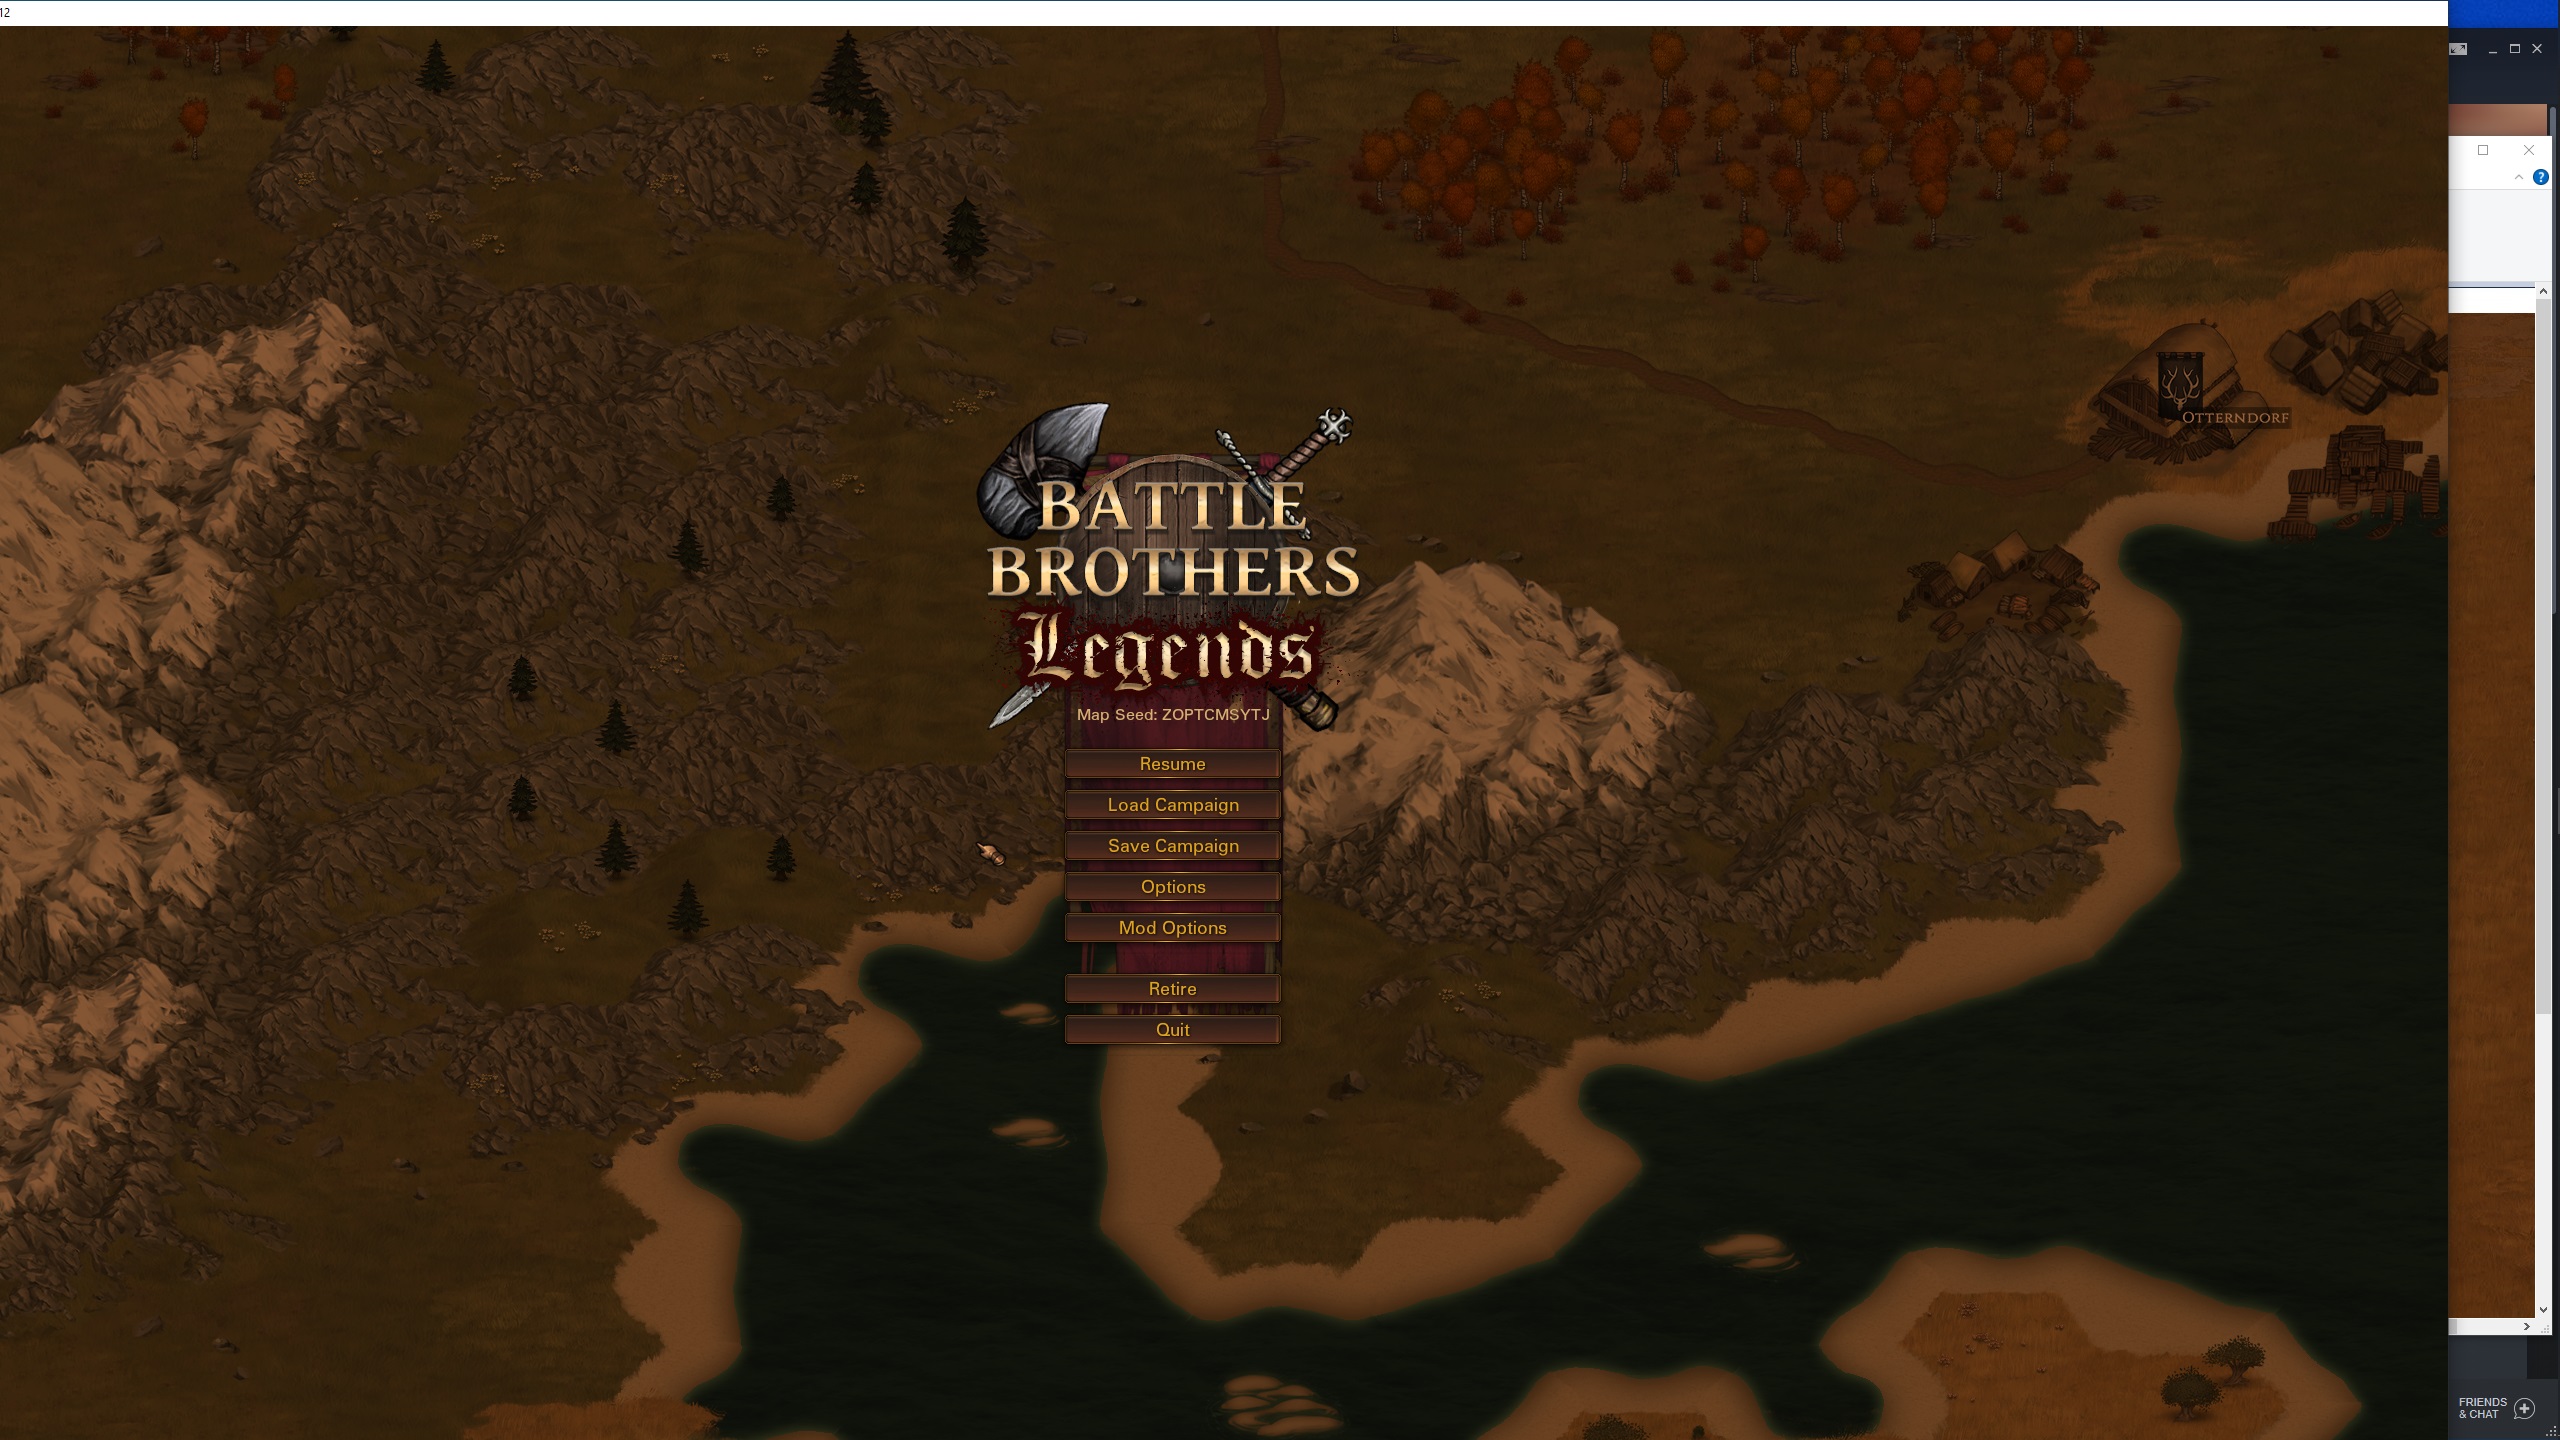 12
Otterndorf
BATTLE
BROTHERS
Legends
Map Seed: ZOPTCMSYTJ
Resume
Load Campaign
Save Campaign
Options
Mod Options
Retire
Quit
FRIENDS
& CHAT